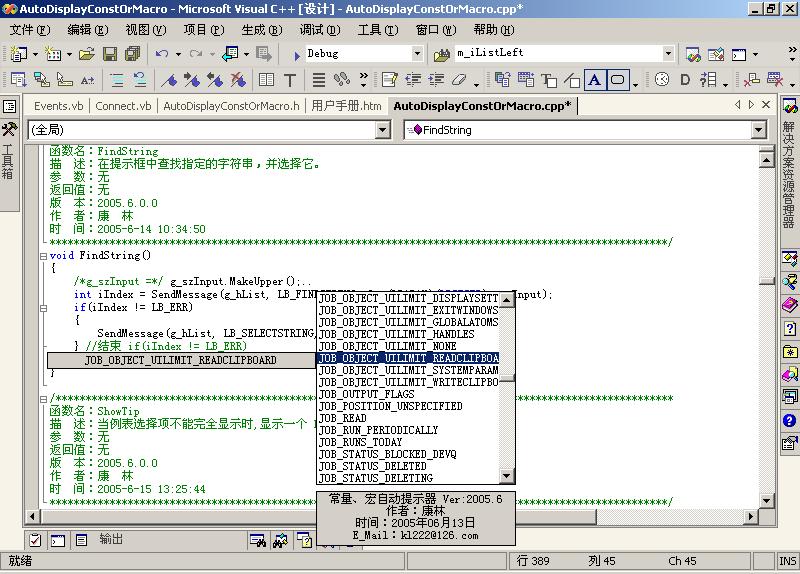 AutoDisplayConstOrMacro - Microsoft Visual C++ [设计] - AutoDisplayConstOrMacro.cpp*
文件(F) 编辑(E) 视图(V) 项目(P) 生成(B) 调试(D) 工具(T) 窗口(W) 帮助(H)
Debug m_iListLeft
Events.vb Connect.vb AutoDisplayConstOrMacro.h 用户手册.htm AutoDisplayConstOrMacro.cpp*
(全局) FindString
工具箱
解决方案资源管理器
函数名：FindString
描 述：在提示框中查找指定的字符串，并选择它。
参 数：无
返回值：无
版 本：2005.6.0.0
作 者：康 林
时 间：2005-6-14 10:34:50
*/
void FindString()
{
/*g_szInput =*/ g_szInput.MakeUpper();
int iIndex = SendMessage(g_hList, nput);
if(iIndex != LB_ERR)
{
SendMessage(g_hList, LB_SELECTSTRING,
} //结束 if(iIndex != LB_ERR)
JOB_OBJECT_UILIMIT_READCLIPBOARD
}
JOB_OBJECT_UILIMIT_DISPLAYSETT
JOB_OBJECT_UILIMIT_EXITWINDOWS
JOB_OBJECT_UILIMIT_GLOBALATOMS
JOB_OBJECT_UILIMIT_HANDLES
JOB_OBJECT_UILIMIT_NONE
JOB_OBJECT_UILIMIT_READCLIPBOA
JOB_OBJECT_UILIMIT_SYSTEMPARAM
JOB_OBJECT_UILIMIT_WRITECLIPBO
JOB_OUTPUT_FLAGS
JOB_POSITION_UNSPECIFIED
JOB_READ
JOB_RUN_PERIODICALLY
JOB_RUNS_TODAY
JOB_STATUS_BLOCKED_DEVQ
JOB_STATUS_DELETED
JOB_STATUS_DELETING
函数名：ShowTip
描 述：当例表选择项不能完全显示时,显示一个
参 数：无
返回值：无
版 本：2005.6.0.0
作 者：康 林
时 间：2005-6-15 13:25:44
常量、宏自动提示器 Ver:2005.6
作者：康林
时间：2005年06月13日
E_Mail：kl222@126.com
输出
就绪 行 389 列 45 Ch 45 INS